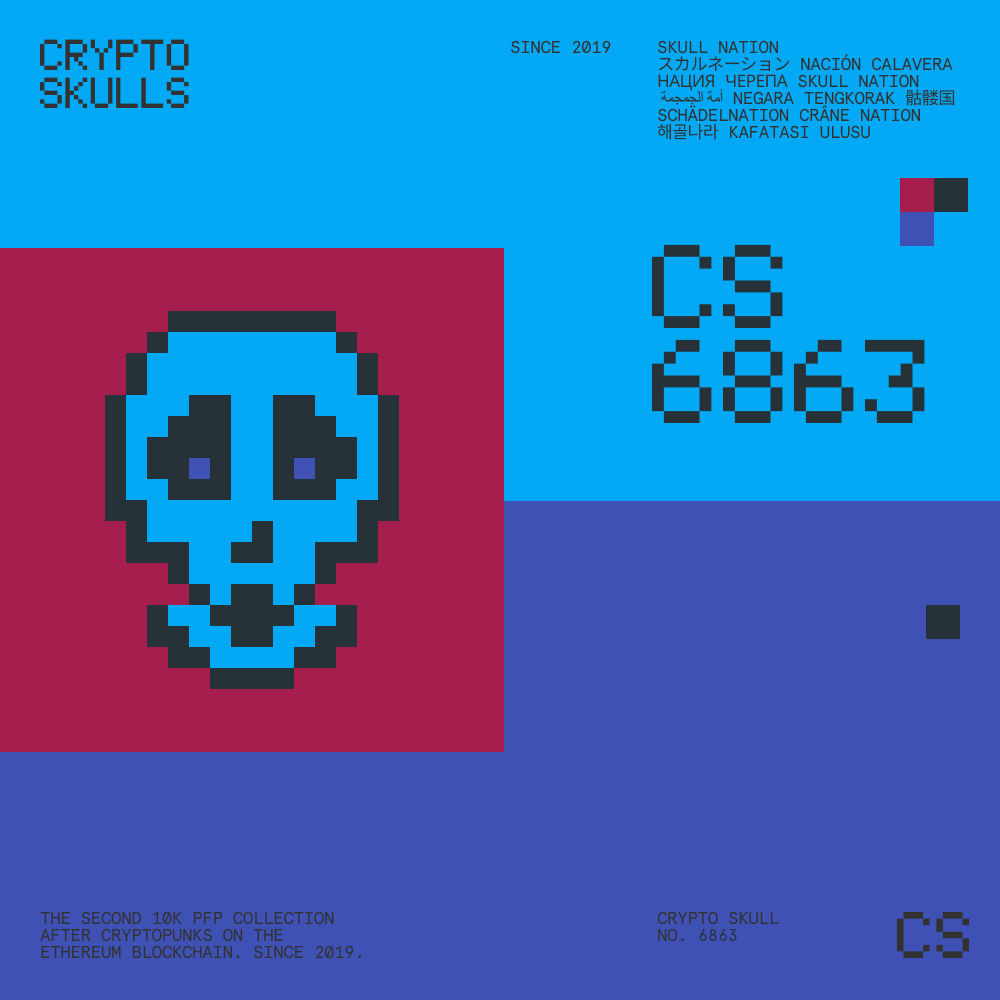 CRYPTO
SKULLS
SINCE 2019
SKULL NATION
スカルネーション NACIÓN CALAVERA
НАЦИЯ ЧЕРЕПА SKULL NATION
أمة الجمجمة NEGARA TENGKORAK 骷髅国
SCHÄDELNATION CRÂNE NATION
해골나라 KAFATASI ULUSU
CS
6863
THE SECOND 10K PFP COLLECTION
AFTER CRYPTOPUNKS ON THE
ETHEREUM BLOCKCHAIN. SINCE 2019.
CRYPTO SKULL
NO. 6863
CS